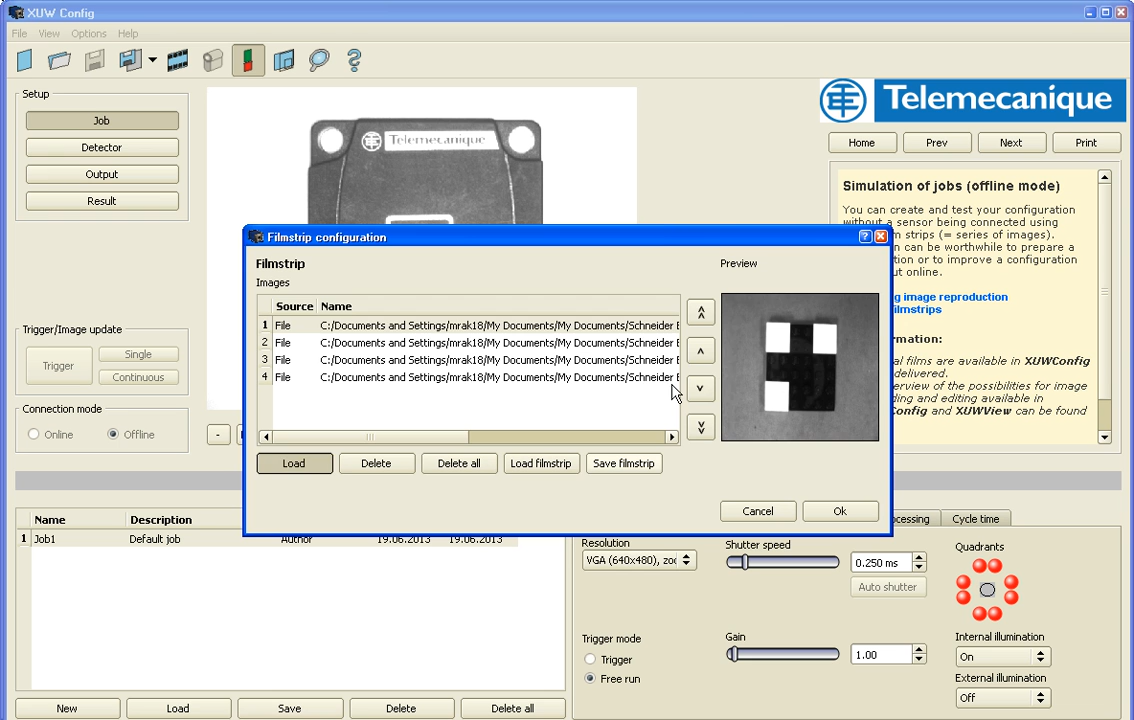 XUW Config
File View Options Help
Setup
Job
Detector
Output
Result
Telemecanique
Telemecanique
Home Prev Next Print
Simulation of jobs (offline mode)
You can create and test your configuration
without a sensor being connected using
m strips (= series of images).
n can be worthwhile to prepare a
tion or to improve a configuration
ut online.
g image reproduction
filmstrips
rmation:
al films are available in XUWConfig
delivered.
erview of the possibilities for image
ding and editing available in
Config and XUWView can be found
Trigger/Image update
Trigger
Single
Continuous
Connection mode
Online Offline
-
Filmstrip configuration
Filmstrip
Images
Preview
Source Name
1 File C:/Documents and Settings/mrak18/My Documents/My Documents/Schneider E
2 File C:/Documents and Settings/mrak18/My Documents/My Documents/Schneider E
3 File C:/Documents and Settings/mrak18/My Documents/My Documents/Schneider E
4 File C:/Documents and Settings/mrak18/My Documents/My Documents/Schneider E
Load Delete Delete all Load filmstrip Save filmstrip
Cancel Ok
Name Description
1 Job1 Default job Author 19.06.2013 19.06.2013
New Load Save Delete Delete all
ocessing Cycle time
Resolution
VGA (640x480), zoo
Shutter speed
0.250 ms
Auto shutter
Quadrants
Trigger mode
Trigger
Free run
Gain
1.00
Internal illumination
On
External illumination
Off